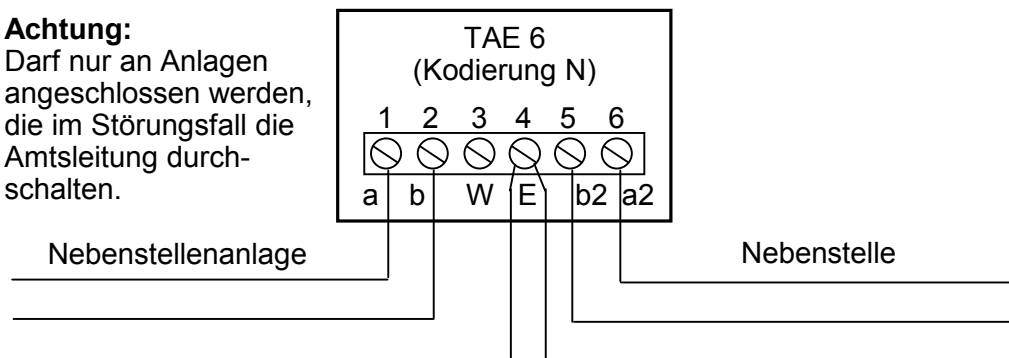 Achtung:
Darf nur an Anlagen
angeschlossen werden,
die im Störungsfall die
Amtsleitung durch-
schalten.
TAE 6
(Kodierung N)
1 2 3 4 5 6
a b W E b2 a2
Nebenstellenanlage
Nebenstelle